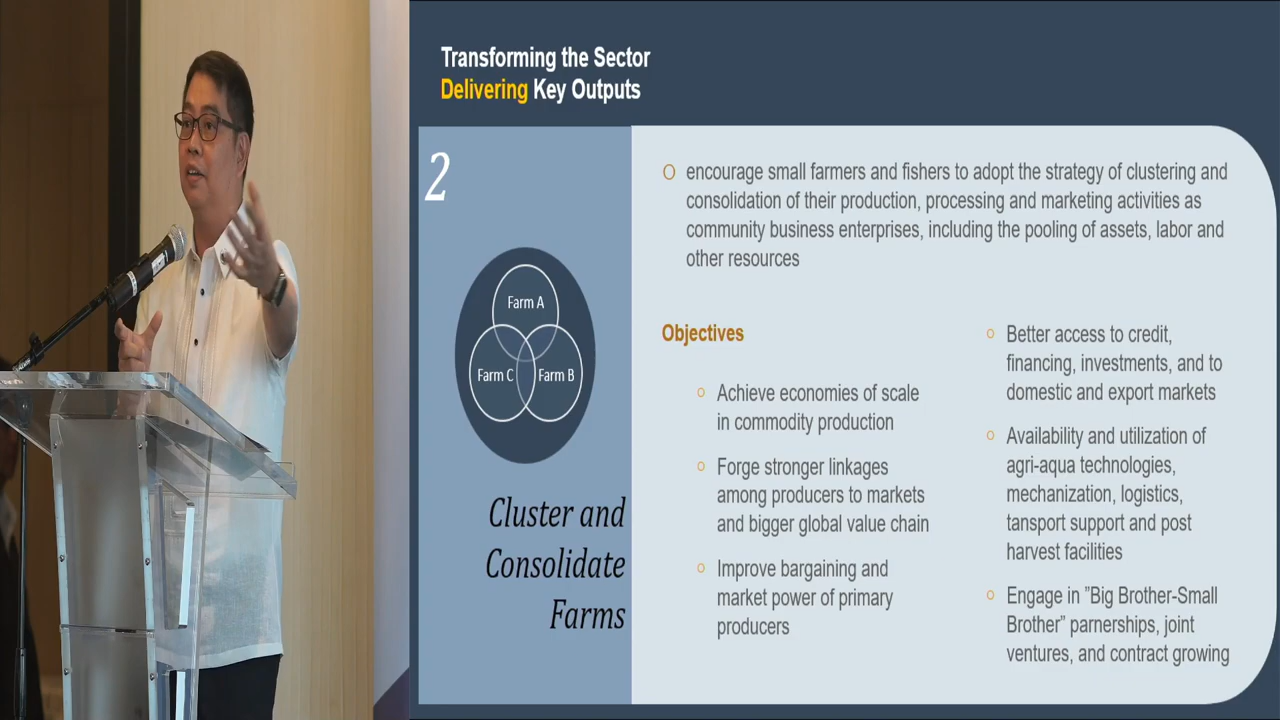 Transforming the Sector
Delivering Key Outputs
2
Farm A
Farm C
Farm B
Cluster and
Consolidate
Farms
encourage small farmers and fishers to adopt the strategy of clustering and
consolidation of their production, processing and marketing activities as
community business enterprises, including the pooling of assets, labor and
other resources
Objectives
Achieve economies of scale
in commodity production
Forge stronger linkages
among producers to markets
and bigger global value chain
Improve bargaining and
market power of primary
producers
Better access to credit,
financing, investments, and to
domestic and export markets
Availability and utilization of
agri-aqua technologies,
mechanization, logistics,
tansport support and post
harvest facilities
Engage in ”Big Brother-Small
Brother” parnerships, joint
ventures, and contract growing